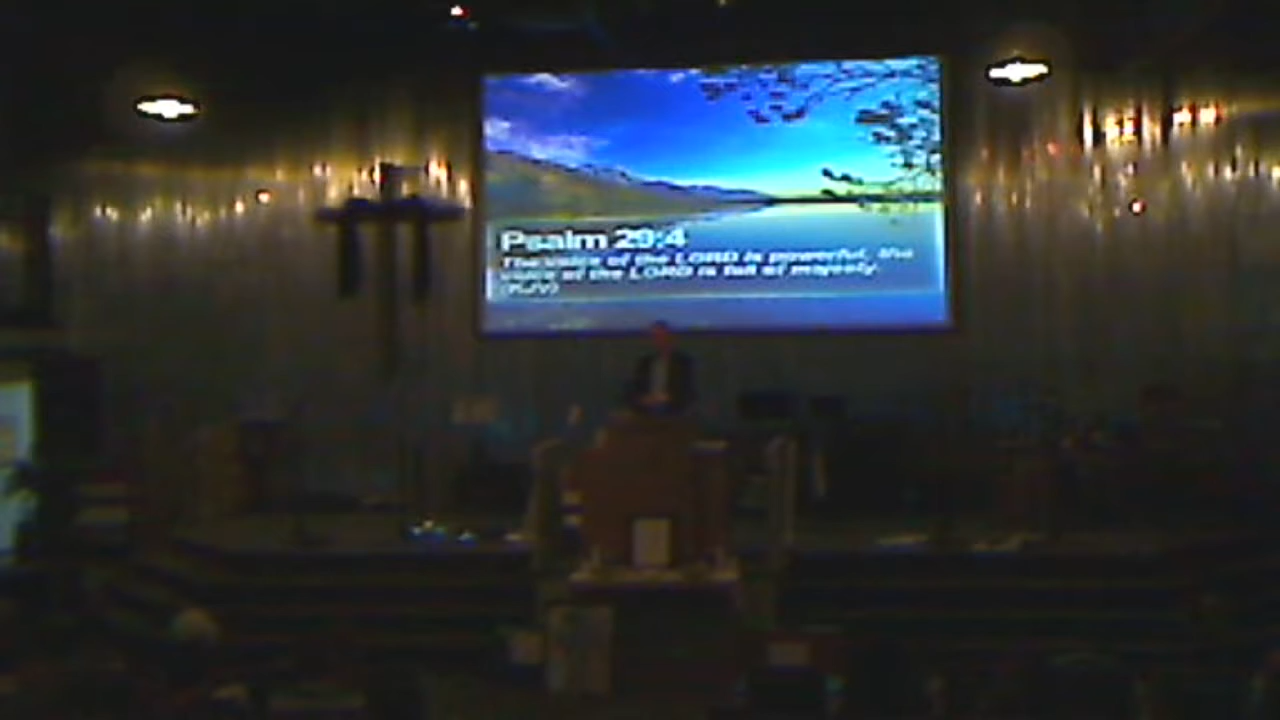 Psalm 29:4
The voice of the LORD is powerful, the
voice of the LORD is full of majesty.
(KJV)